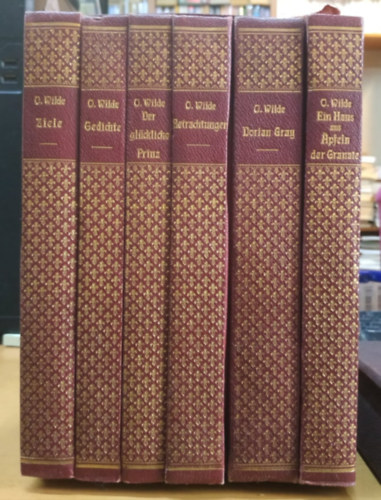 O. Wilde
Ziele
O. Wilde
Gedichte
O. Wilde
Der
glückliche
Prinz
O. Wilde
Betrachtungen
O. Wilde
Dorian Gray
O. Wilde
Ein Haus
aus
Äpfeln
der Granate